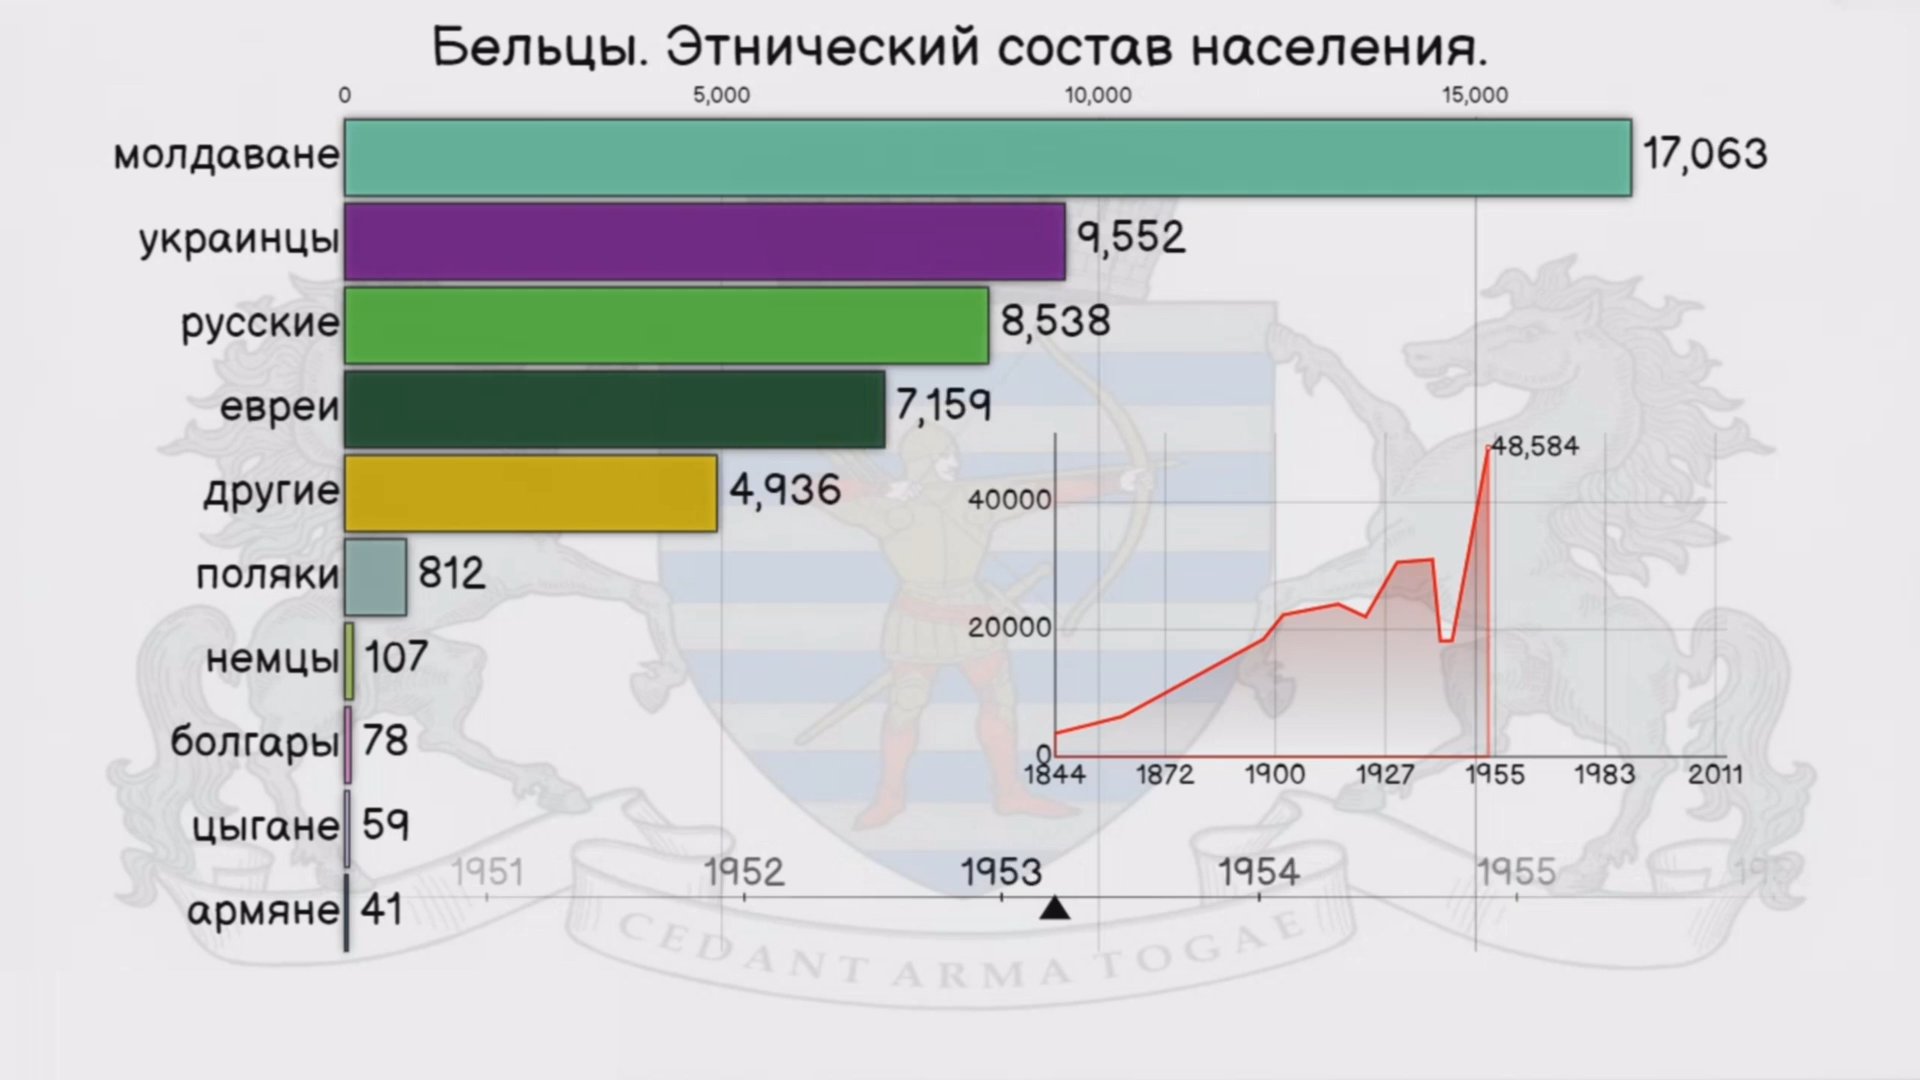 Бельцы. Этнический состав населения.
0 5,000 10,000 15,000
молдаване 17,063
украинцы 9,552
русские 8,538
евреи 7,159
другие 4,936
поляки 812
немцы 107
болгары 78
цыгане 59
армяне 41
48,584
40000
20000
0
1844 1872 1900 1927 1955 1983 2011
1951 1952 1953 1954 1955
CEDANT ARMA TOGAE